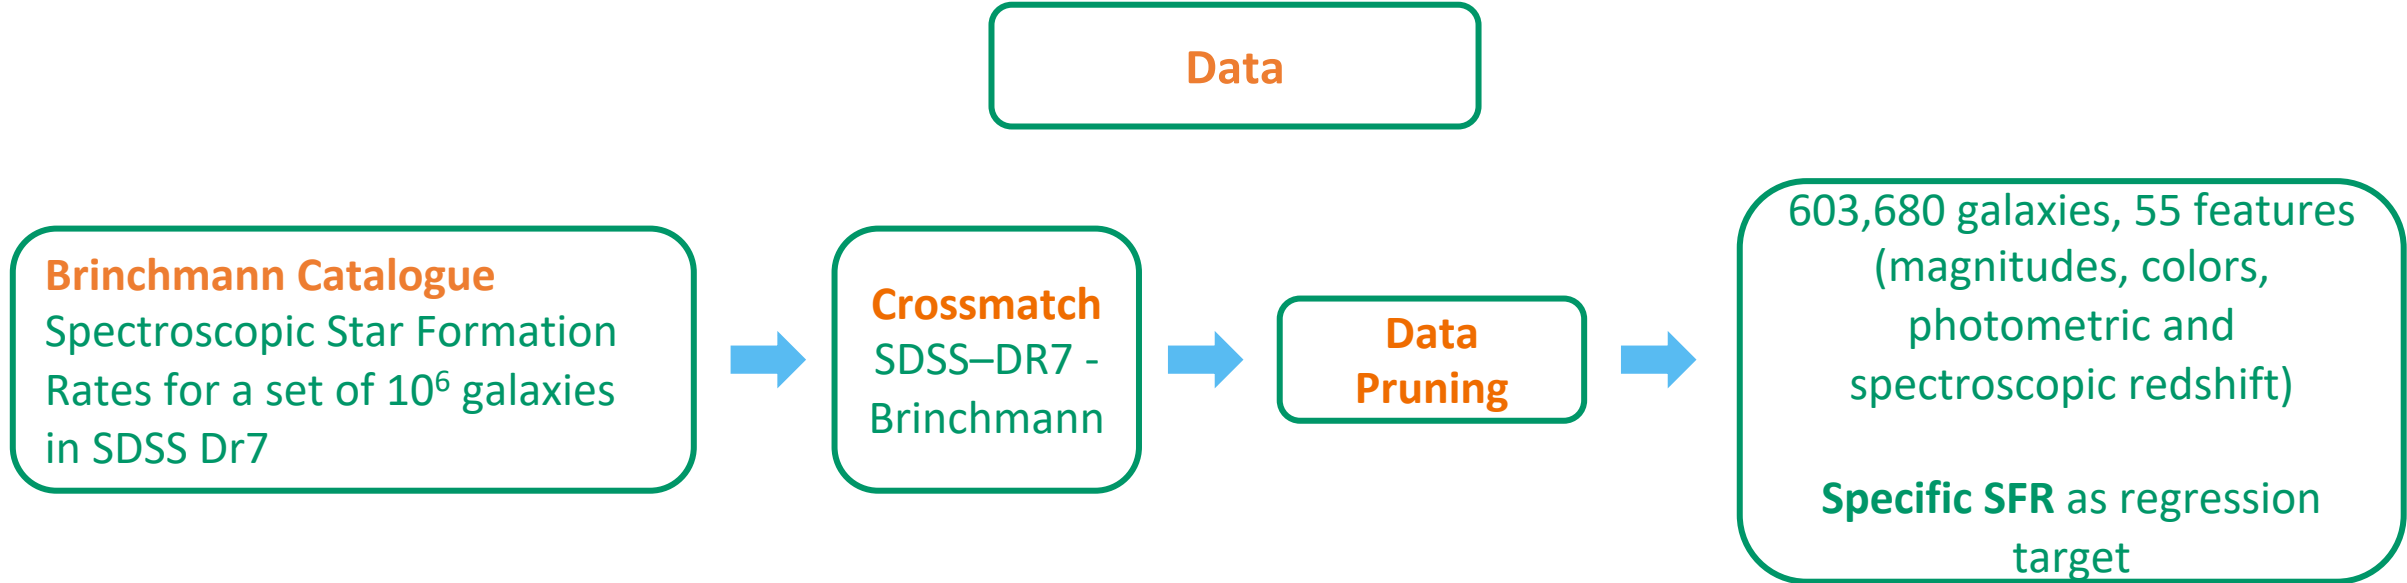 Data
Brinchmann Catalogue
Spectroscopic Star Formation
Rates for a set of 10⁶ galaxies
in SDSS Dr7
Crossmatch
SDSS–DR7 -
Brinchmann
Data
Pruning
603,680 galaxies, 55 features
(magnitudes, colors,
photometric and
spectroscopic redshift)
Specific SFR as regression
target